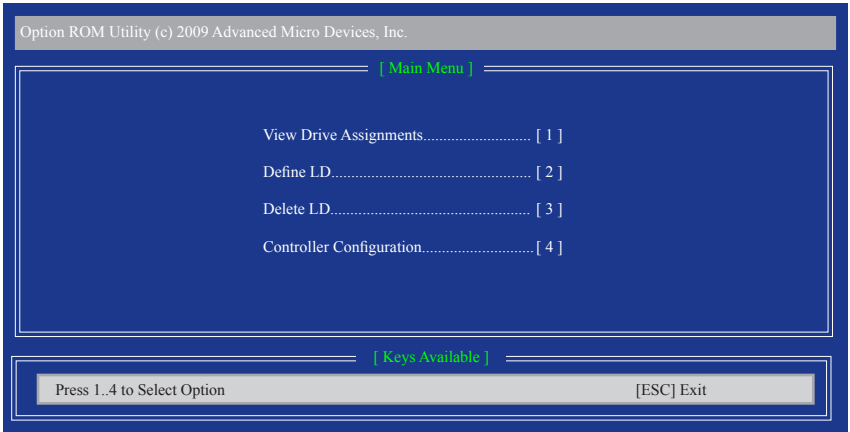 Option ROM Utility (c) 2009 Advanced Micro Devices, Inc.
[ Main Menu ]
View Drive Assignments........................... [ 1 ]
Define LD.................................................. [ 2 ]
Delete LD.................................................. [ 3 ]
Controller Configuration............................[ 4 ]
[ Keys Available ]
Press 1..4 to Select Option [ESC] Exit